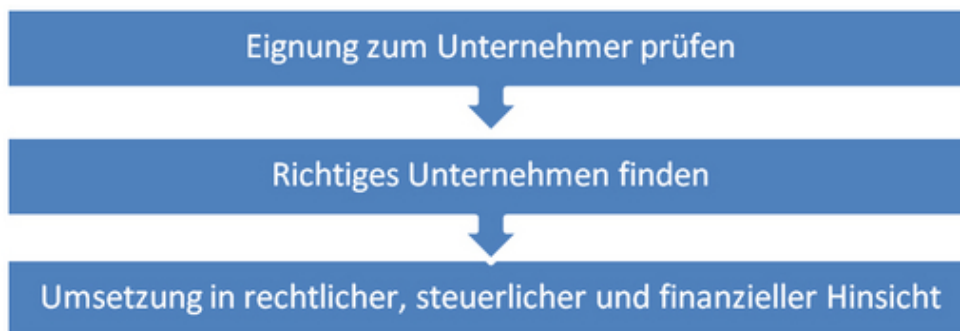 Eignung zum Unternehmer prüfen
Richtiges Unternehmen finden
Umsetzung in rechtlicher, steuerlicher und finanzieller Hinsicht